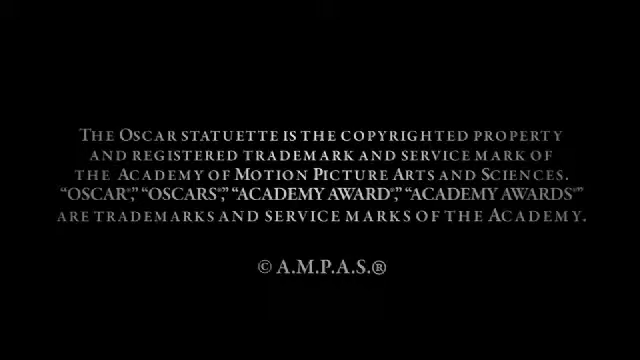 THE OSCAR STATUETTE IS THE COPYRIGHTED PROPERTY
AND REGISTERED TRADEMARK AND SERVICE MARK OF
THE ACADEMY OF MOTION PICTURE ARTS AND SCIENCES.
“OSCAR®,” “OSCARS®,” “ACADEMY AWARD®,” “ACADEMY AWARDS®”
ARE TRADEMARKS AND SERVICE MARKS OF THE ACADEMY.
© A.M.P.A.S.®